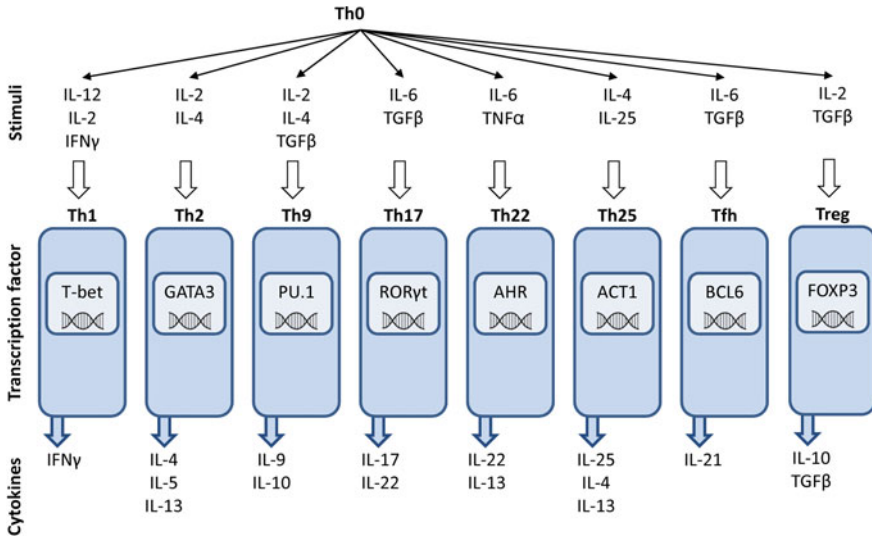 Th0
Stimuli
IL-12 IL-2 IL-2 IL-6 IL-6 IL-4 IL-6 IL-2
IL-2 IL-4 IL-4 TGFβ TNFα IL-25 TGFβ TGFβ
IFNγ TGFβ
Th1 Th2 Th9 Th17 Th22 Th25 Tfh Treg
Transcription factor
T-bet GATA3 PU.1 RORγt AHR ACT1 BCL6 FOXP3
Cytokines
IFNγ IL-4 IL-9 IL-17 IL-22 IL-25 IL-21 IL-10
IL-5 IL-10 IL-22 IL-13 IL-4 TGFβ
IL-13 IL-13